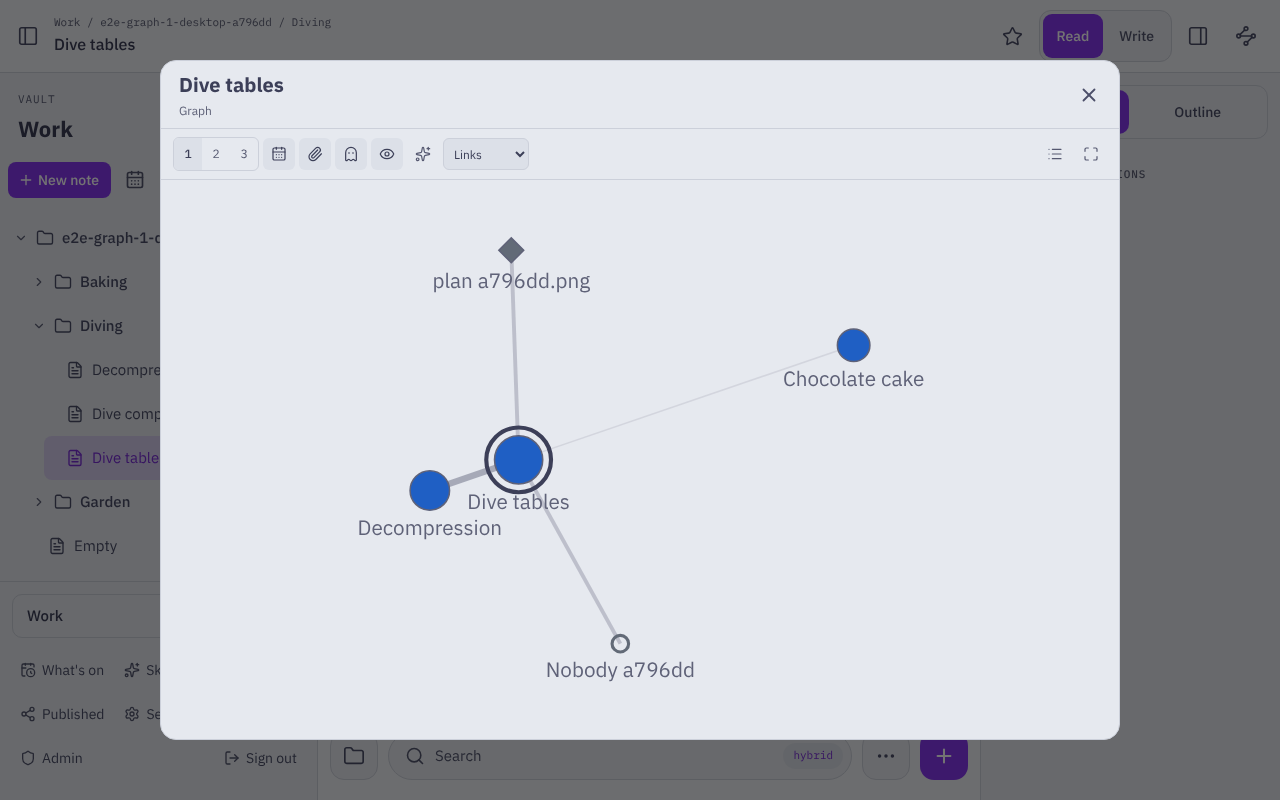 Work / e2e-graph-1-desktop-a796dd / Diving
Dive tables
Read
Write
VAULT
Work
New note
e2e-graph-1-d
Baking
Diving
Decompre
Dive comp
Dive table
Garden
Empty
Work
What's on
Sk
Published
Se
Admin
Sign out
Dive tables
Graph
1 2 3
Links
plan a796dd.png
Chocolate cake
Dive tables
Decompression
Nobody a796dd
Outline
IONS
Search
hybrid